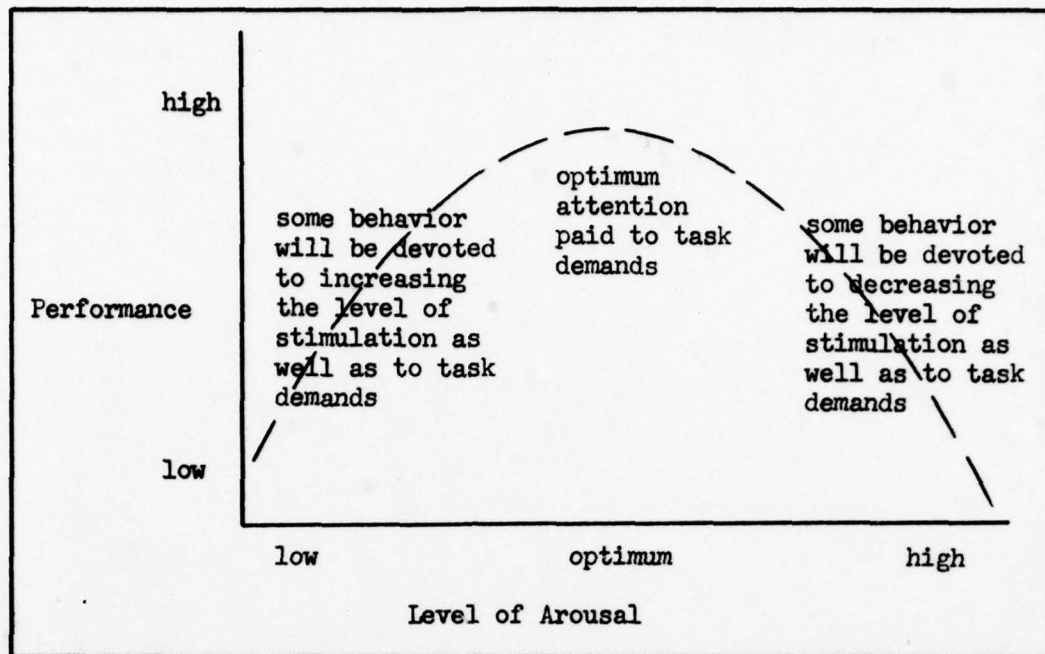 high
optimum
attention
paid to task
demands
some behavior
will be devoted
to increasing
the level of
stimulation as
well as to task
demands
some behavior
will be devoted
to decreasing
the level of
stimulation as
well as to task
demands
Performance
low
low optimum high
Level of Arousal